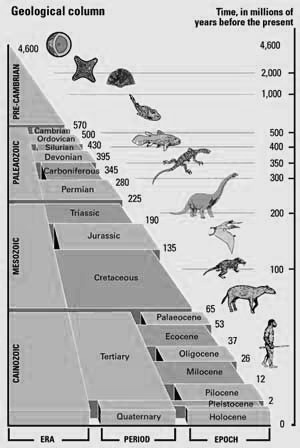 Geological column
Time, in millions of
years before the present
4,600
4,600
PRE-CAMBRIAN
2,000
1,000
570
Cambrian
500
500
Ordovican
430
Silurian
400
395
Devonian
350
345
Carboniferous
300
280
Permian
225
PALEAOZOIC
Triassic
200
190
Jurassic
135
MESOZOIC
Cretaceous
100
65
Palaeocene
53
Ecocene
37
Oligocene
26
Milocene
12
Pilocene
2
Pleistocene
CAINOZOIC
Tertiary
Quaternary
Holocene
0
ERA
PERIOD
EPOCH